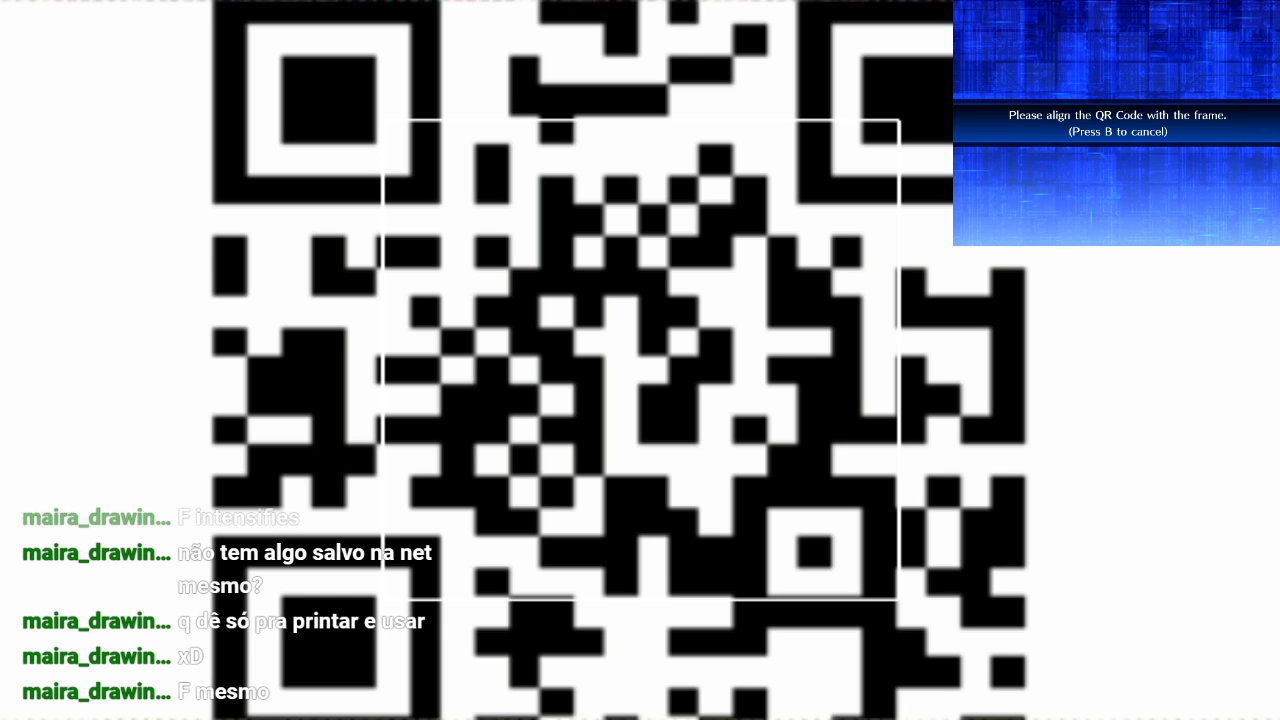 Please align the QR Code with the frame.
(Press B to cancel)
maira_drawin... F intensifies
maira_drawin... não tem algo salvo na net
mesmo?
maira_drawin... q dê só pra printar e usar
maira_drawin... xD
maira_drawin... F mesmo